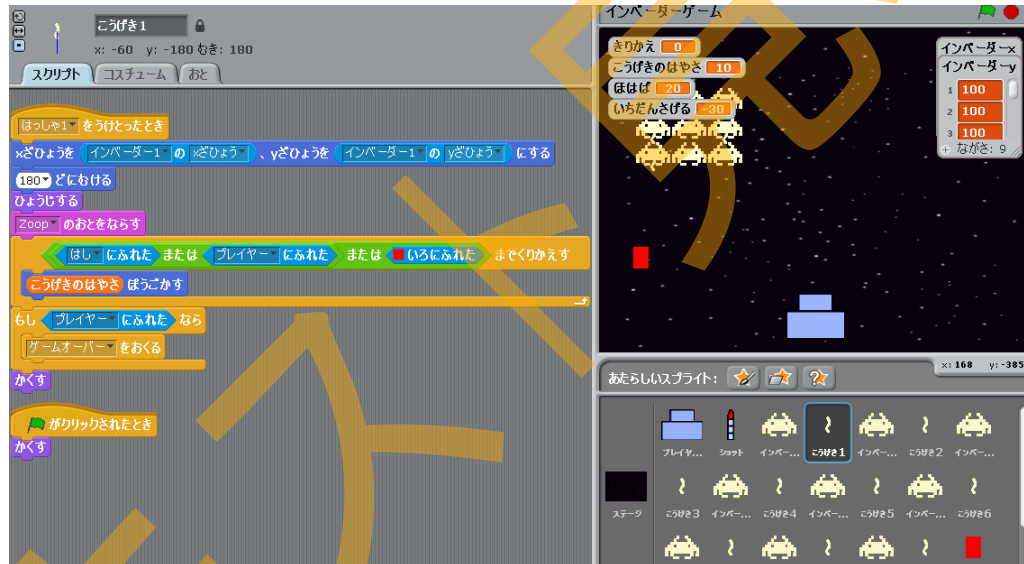 こうげき1
x: -60 y: -180 むき: 180
スクリプト コスチューム おと
はっしゃ1 をうけとったとき
xざひょうを インベーダー1 の xざひょう 、yざひょうを インベーダー1 の yざひょう にする
180 どにむける
ひょうじする
Zoop のおとをならす
はし にふれた または プレイヤー にふれた または いろにふれた までくりかえす
こうげきのはやさ ほうごかす
もし プレイヤー にふれた なら
ゲームオーバー をおくる
かくす
がクリックされたとき
かくす
インベーダーゲーム
きりかえ 0
こうげきのはやさ 10
ほはば 20
いちだんさげる -30
インベーダーx
インベーダーy
1 100
2 100
3 100
+ ながさ: 9
x: 168 y: -385
あたらしいスプライト:
プレイヤ... ショット インベー... こうげき1 インベー... こうげき2 インベー...
ステージ こうげき3 インベー... こうげき4 インベー... こうげき5 インベー... こうげき6